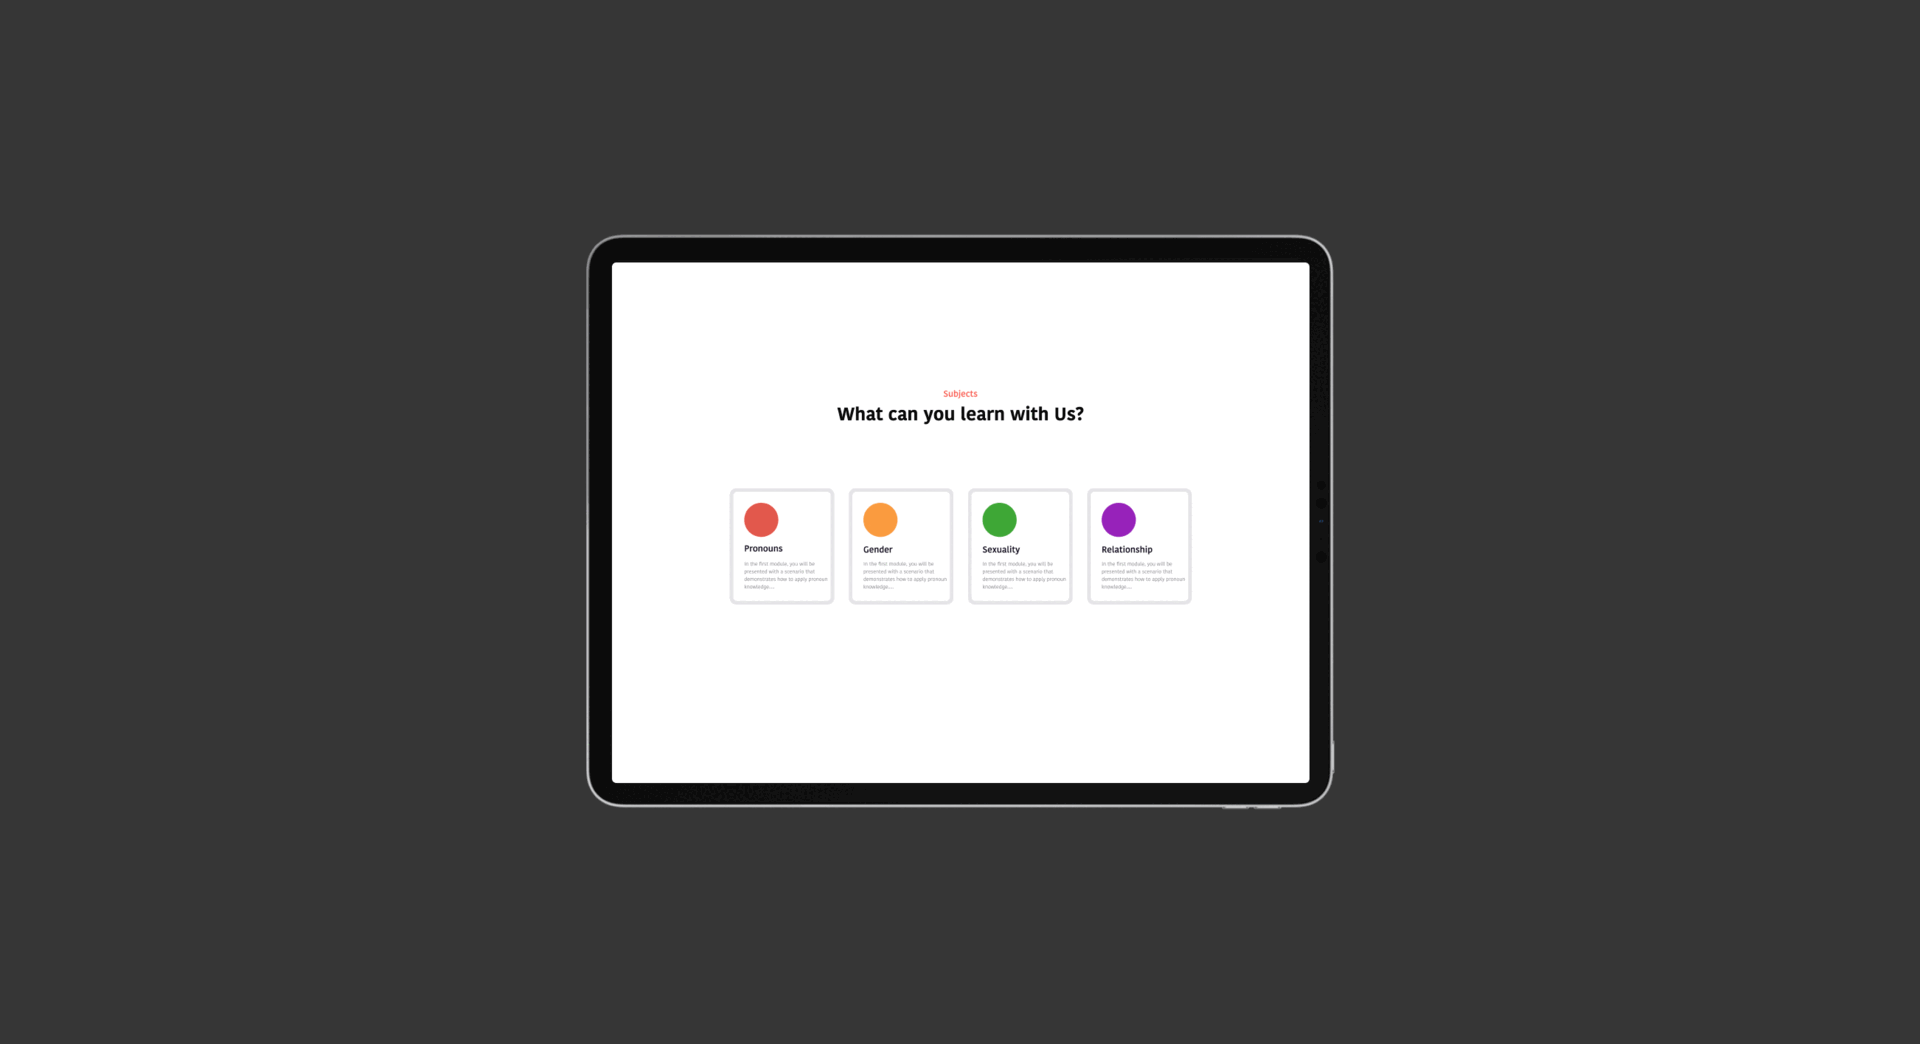 Subjects
What can you learn with Us?
Pronouns
In the first module, you will be
presented with a scenario that
demonstrates how to apply pronoun
knowledge....
Gender
In the first module, you will be
presented with a scenario that
demonstrates how to apply pronoun
knowledge....
Sexuality
In the first module, you will be
presented with a scenario that
demonstrates how to apply pronoun
knowledge....
Relationship
In the first module, you will be
presented with a scenario that
demonstrates how to apply pronoun
knowledge....